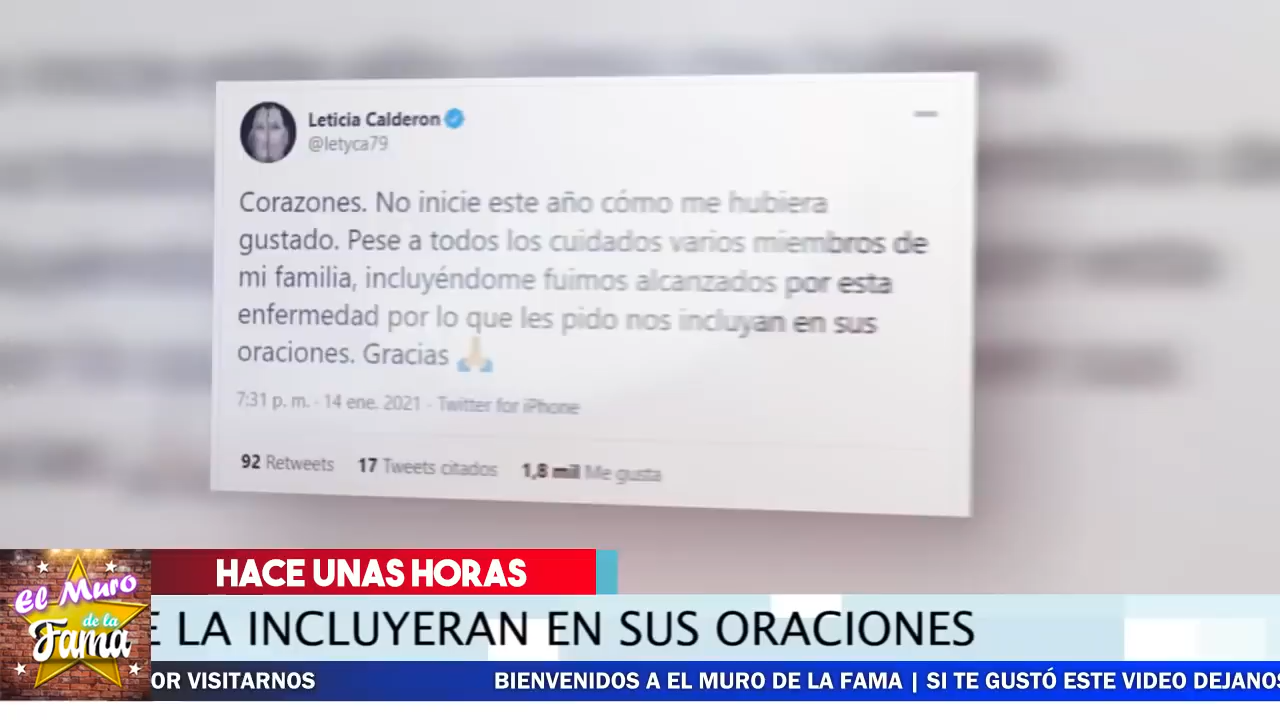 Leticia Calderon
@letyca79
Corazones. No inicie este año cómo me hubiera
gustado. Pese a todos los cuidados varios miembros de
mi familia, incluyéndome fuimos alcanzados por esta
enfermedad por lo que les pido nos incluyan en sus
oraciones. Gracias 🙏🏻
7:31 p. m. · 14 ene. 2021 · Twitter for iPhone
92 Retweets 17 Tweets citados 1,8 mil Me gusta
HACE UNAS HORAS
E LA INCLUYERAN EN SUS ORACIONES
El Muro
de la
Fama
OR VISITARNOS BIENVENIDOS A EL MURO DE LA FAMA | SI TE GUSTÓ ESTE VIDEO DEJANOS